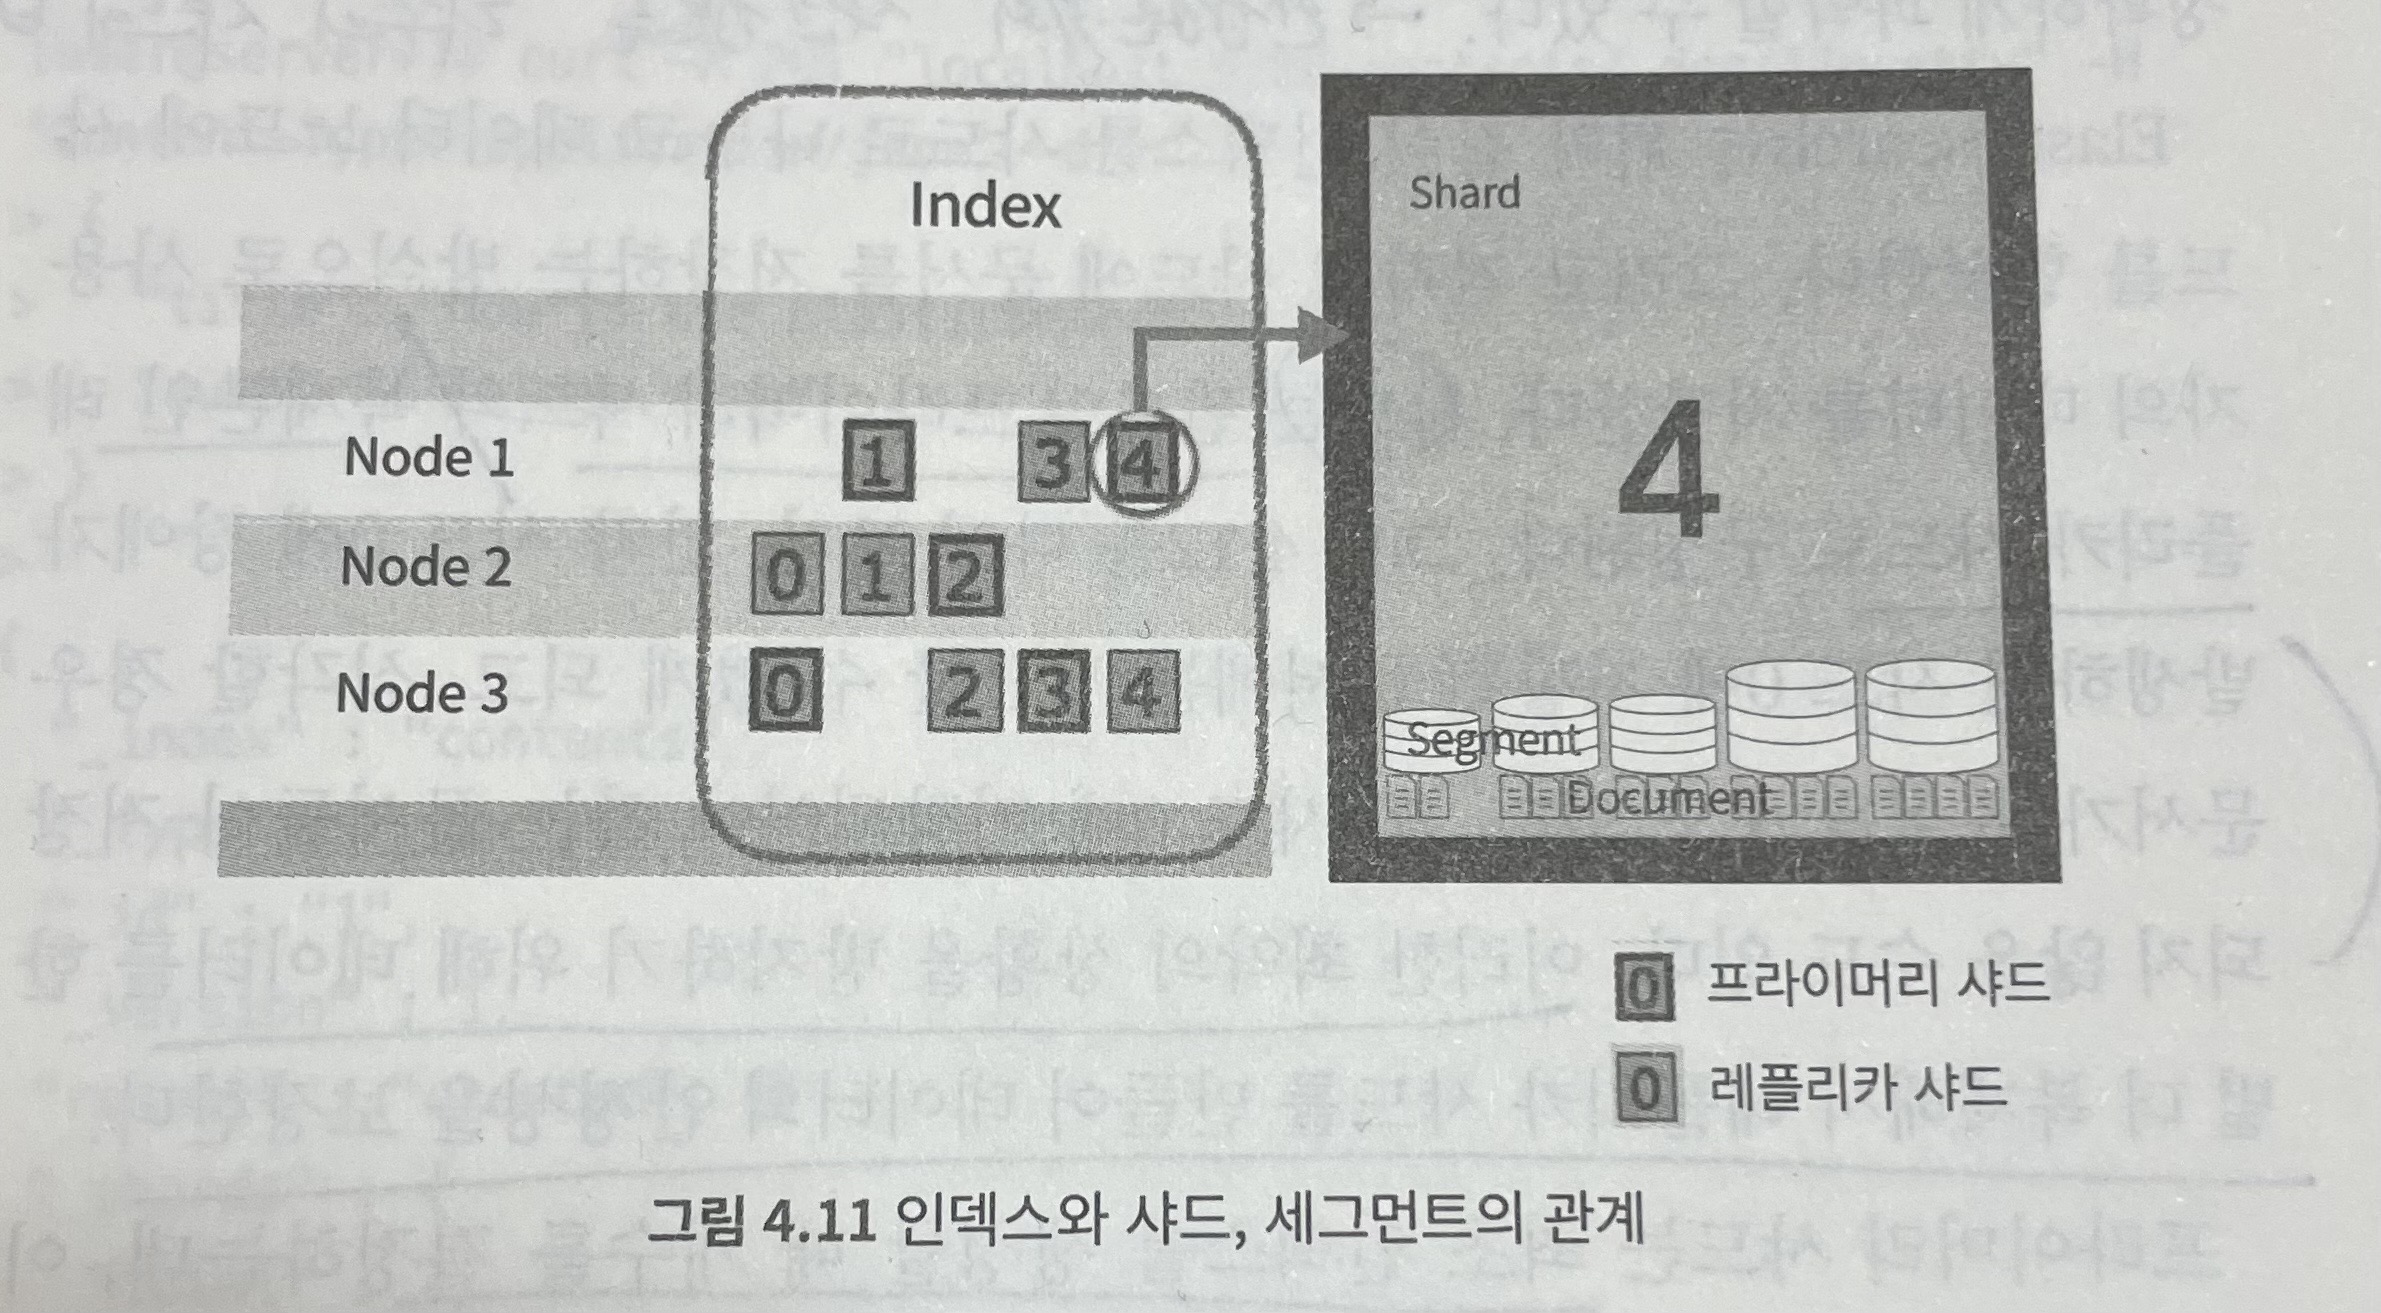 Index
Shard
4
Node 1
1 3 4
Node 2
0 1 2
Node 3
0 2 3 4
Segment
Document
0 프라이머리 샤드
0 레플리카 샤드
그림 4.11 인덱스와 샤드, 세그먼트의 관계